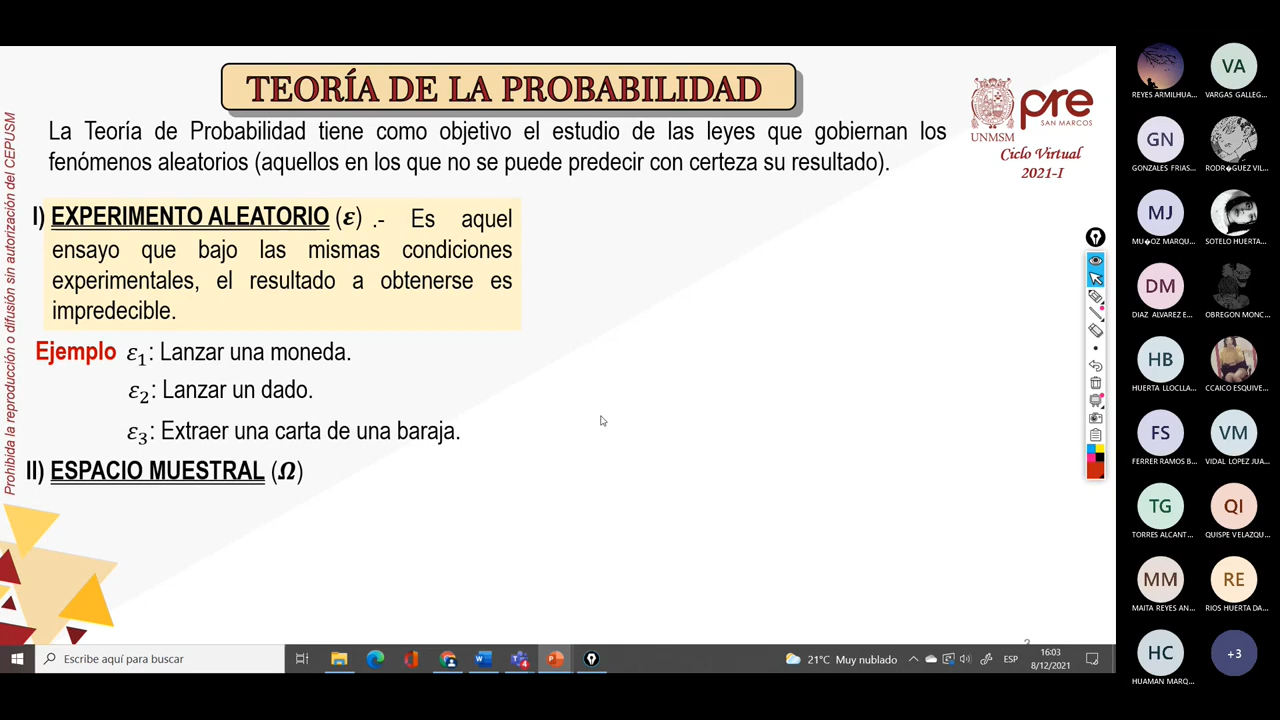 TEORÍA DE LA PROBABILIDAD
La Teoría de Probabilidad tiene como objetivo el estudio de las leyes que gobiernan los
fenómenos aleatorios (aquellos en los que no se puede predecir con certeza su resultado).
UNMSM
pre
SAN MARCOS
Ciclo Virtual
2021-I
Prohibida la reproducción o difusión sin autorización del CEPUSM
I) EXPERIMENTO ALEATORIO (ε) .- Es aquel
ensayo que bajo las mismas condiciones
experimentales, el resultado a obtenerse es
impredecible.
Ejemplo ε₁: Lanzar una moneda.
ε₂: Lanzar un dado.
ε₃: Extraer una carta de una baraja.
II) ESPACIO MUESTRAL (Ω)
REYES ARMILHUA...
VA
VARGAS GALLEG...
GN
GONZALES FRIAS...
RODR�GUEZ VIL...
MJ
MU�OZ MARQU...
SOTELO HUERTA...
DM
DIAZ ALVAREZ E...
OBREGON MONC...
HB
HUERTA LLOCLLA...
CCAICO ESQUIVE...
FS
FERRER RAMOS B...
VM
VIDAL LOPEZ JUA...
TG
TORRES ALCANT...
QI
QUISPE VELAZQU...
MM
MAITA REYES AN...
RE
RIOS HUERTA DA...
HC
HUAMAN MARQ...
+3
Escribe aquí para buscar
21°C Muy nublado
ESP
16:03
8/12/2021